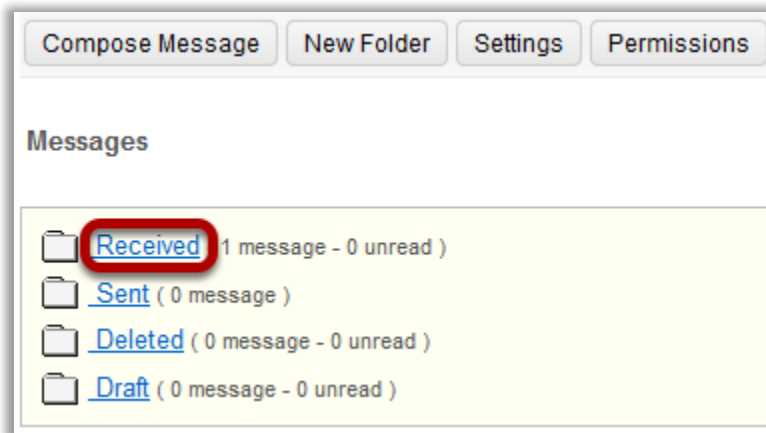 Compose Message New Folder Settings Permissions
Messages
Received 1 message - 0 unread )
Sent ( 0 message )
Deleted ( 0 message - 0 unread )
Draft ( 0 message - 0 unread )